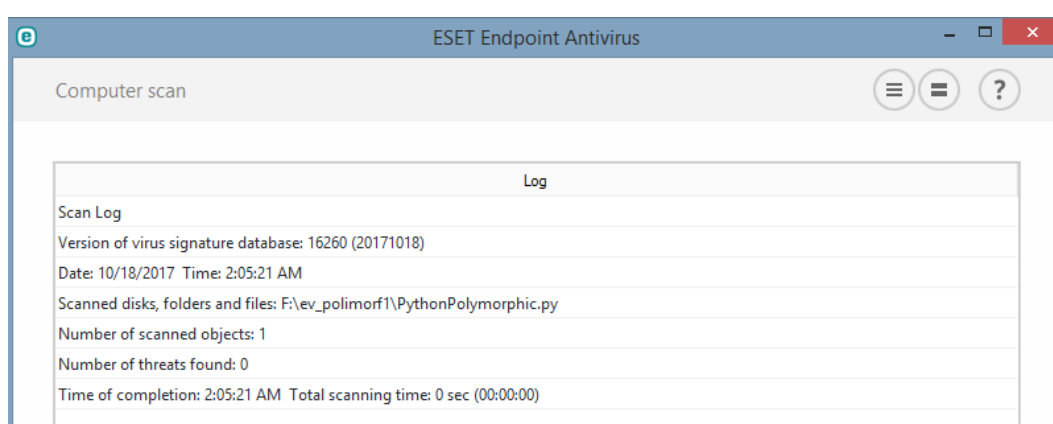 ESET Endpoint Antivirus
Computer scan
?
Log
Scan Log
Version of virus signature database: 16260 (20171018)
Date: 10/18/2017 Time: 2:05:21 AM
Scanned disks, folders and files: F:\ev_polimorf1\PythonPolymorphic.py
Number of scanned objects: 1
Number of threats found: 0
Time of completion: 2:05:21 AM Total scanning time: 0 sec (00:00:00)